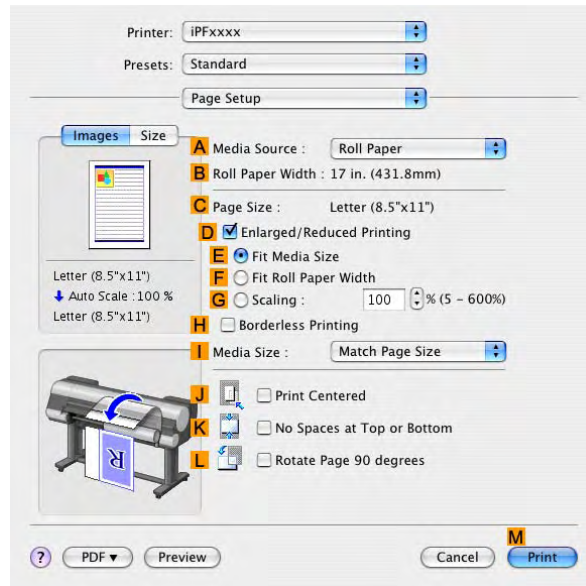 Printer: iPFxxxx
Presets: Standard
Page Setup
Images Size
A Media Source : Roll Paper
B Roll Paper Width : 17 in. (431.8mm)
C Page Size : Letter (8.5"x11")
D Enlarged/Reduced Printing
E Fit Media Size
F Fit Roll Paper Width
G Scaling : 100 % (5 - 600%)
Letter (8.5"x11")
Auto Scale :100 %
Letter (8.5"x11")
H Borderless Printing
I Media Size : Match Page Size
J Print Centered
K No Spaces at Top or Bottom
L Rotate Page 90 degrees
R
M
? PDF Preview Cancel Print